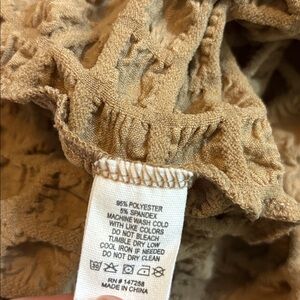 95% POLYESTER
5% SPANDEX
MACHINE WASH COLD
WITH LIKE COLORS
DO NOT BLEACH
TUMBLE DRY LOW
COOL IRON IF NEEDED
DO NOT DRY CLEAN
RN # 147258
MADE IN CHINA